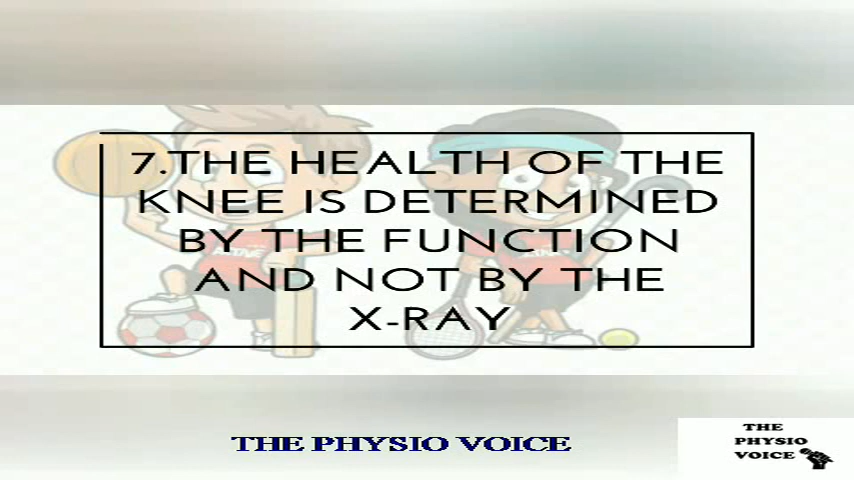 7.THE HEALTH OF THE
KNEE IS DETERMINED
BY THE FUNCTION
AND NOT BY THE
X-RAY
THE PHYSIO VOICE
THE
PHYSIO
VOICE